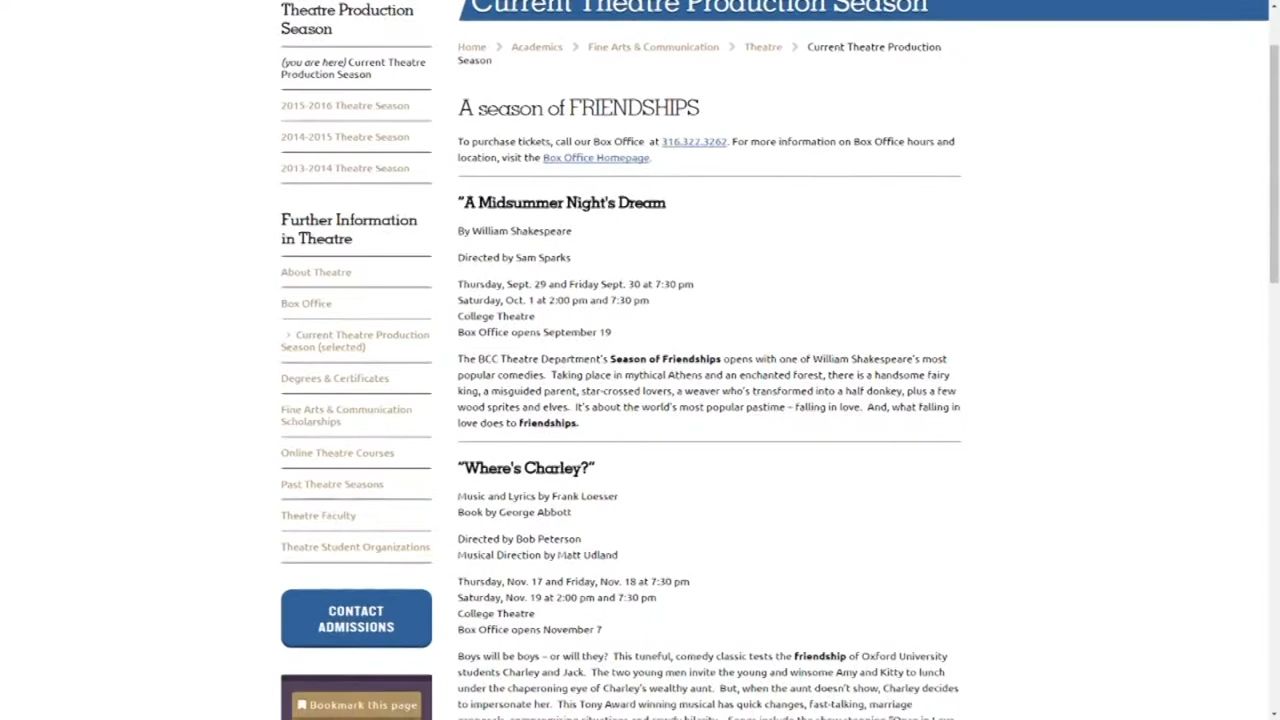 Theatre Production
Season
(you are here) Current Theatre
Production Season
2015-2016 Theatre Season
2014-2015 Theatre Season
2013-2014 Theatre Season
Further Information
in Theatre
About Theatre
Box Office
> Current Theatre Production
Season (selected)
Degrees & Certificates
Fine Arts & Communication
Scholarships
Online Theatre Courses
Past Theatre Seasons
Theatre Faculty
Theatre Student Organizations
CONTACT
ADMISSIONS
Bookmark this page
Current Theatre Production Season
Home > Academics > Fine Arts & Communication > Theatre > Current Theatre Production
Season
A season of FRIENDSHIPS
To purchase tickets, call our Box Office at 316.322.3262. For more information on Box Office hours and
location, visit the Box Office Homepage.
"A Midsummer Night's Dream
By William Shakespeare
Directed by Sam Sparks
Thursday, Sept. 29 and Friday Sept. 30 at 7:30 pm
Saturday, Oct. 1 at 2:00 pm and 7:30 pm
College Theatre
Box Office opens September 19
The BCC Theatre Department's Season of Friendships opens with one of William Shakespeare's most
popular comedies. Taking place in mythical Athens and an enchanted forest, there is a handsome fairy
king, a misguided parent, star-crossed lovers, a weaver who's transformed into a half donkey, plus a few
wood sprites and elves. It's about the world's most popular pastime – falling in love. And, what falling in
love does to friendships.
"Where's Charley?"
Music and Lyrics by Frank Loesser
Book by George Abbott
Directed by Bob Peterson
Musical Direction by Matt Udland
Thursday, Nov. 17 and Friday, Nov. 18 at 7:30 pm
Saturday, Nov. 19 at 2:00 pm and 7:30 pm
College Theatre
Box Office opens November 7
Boys will be boys – or will they? This tuneful, comedy classic tests the friendship of Oxford University
students Charley and Jack. The two young men invite the young and winsome Amy and Kitty to lunch
under the chaperoning eye of Charley's wealthy aunt. But, when the aunt doesn't show, Charley decides
to impersonate her. This Tony Award winning musical has quick changes, fast-talking, marriage